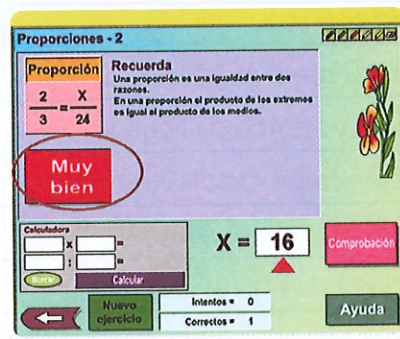 Proporciones - 2
Proporción
2/3 = X/24
Recuerda
Una proporción es una igualdad entre dos
razones.
En una proporción el producto de los extremos
es igual al producto de los medios.
Muy
bien
Calculadora
x =
: =
Borrar
Calcular
X = 16
Comprobación
Nuevo
ejercicio
Intentos = 0
Correctos = 1
Ayuda